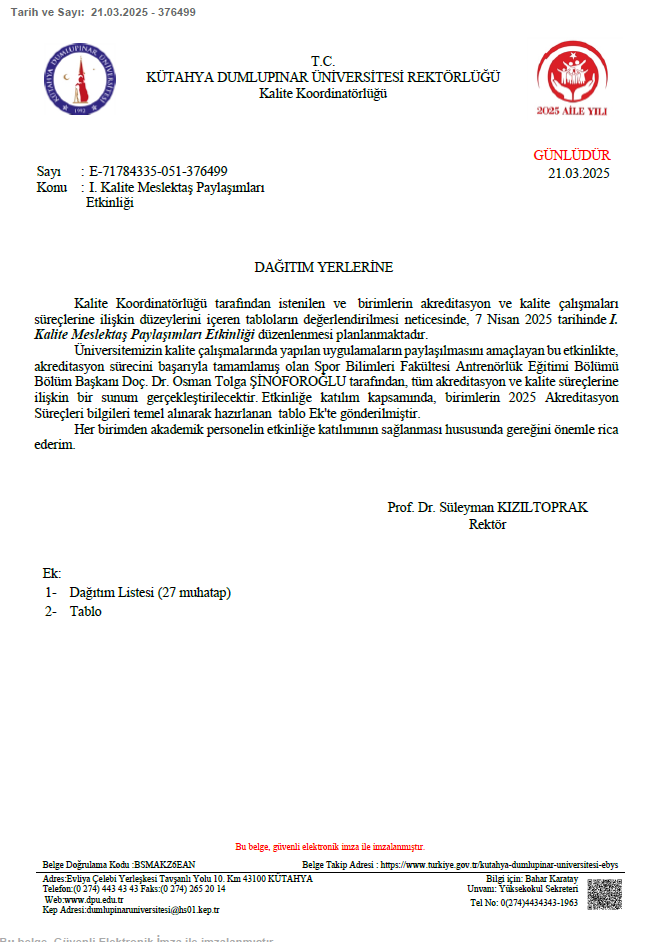 Tarih ve Sayı: 21.03.2025 - 376499
KÜTAHYA DUMLUPINAR ÜNİVERSİTESİ
1992
T.C.
KÜTAHYA DUMLUPINAR ÜNİVERSİTESİ REKTÖRLÜĞÜ
Kalite Koordinatörlüğü
2025 AİLE YILI
GÜNLÜDÜR
Sayı : E-71784335-051-376499
21.03.2025
Konu : I. Kalite Meslektaş Paylaşımları
Etkinliği
DAĞITIM YERLERİNE
Kalite Koordinatörlüğü tarafından istenilen ve birimlerin akreditasyon ve kalite çalışmaları
süreçlerine ilişkin düzeylerini içeren tabloların değerlendirilmesi neticesinde, 7 Nisan 2025 tarihinde I.
Kalite Meslektaş Paylaşımları Etkinliği düzenlenmesi planlanmaktadır.
Üniversitemizin kalite çalışmalarında yapılan uygulamaların paylaşılmasını amaçlayan bu etkinlikte,
akreditasyon sürecini başarıyla tamamlamış olan Spor Bilimleri Fakültesi Antrenörlük Eğitimi Bölümü
Bölüm Başkanı Doç. Dr. Osman Tolga ŞİNOFOROĞLU tarafından, tüm akreditasyon ve kalite süreçlerine
ilişkin bir sunum gerçekleştirilecektir. Etkinliğe katılım kapsamında, birimlerin 2025 Akreditasyon
Süreçleri bilgileri temel alınarak hazırlanan tablo Ek'te gönderilmiştir.
Her birimden akademik personelin etkinliğe katılımının sağlanması hususunda gereğini önemle rica
ederim.
Prof. Dr. Süleyman KIZILTOPRAK
Rektör
Ek:
1- Dağıtım Listesi (27 muhatap)
2- Tablo
Bu belge, güvenli elektronik imza ile imzalanmıştır.
Belge Doğrulama Kodu :BSMAKZ6EAN Belge Takip Adresi : https://www.turkiye.gov.tr/kutahya-dumlupinar-universitesi-ebys
Adres:Evliya Çelebi Yerleşkesi Tavşanlı Yolu 10. Km 43100 KÜTAHYA
Telefon:(0 274) 443 43 43 Faks:(0 274) 265 20 14
Web:www.dpu.edu.tr
Kep Adresi:dumlupinaruniversitesi@hs01.kep.tr
Bilgi için: Bahar Karatay
Unvanı: Yüksekokul Sekreteri
Tel No: 0(274)4434343-1963
Bu belge, Güvenli Elektronik İmza ile imzalanmıştır